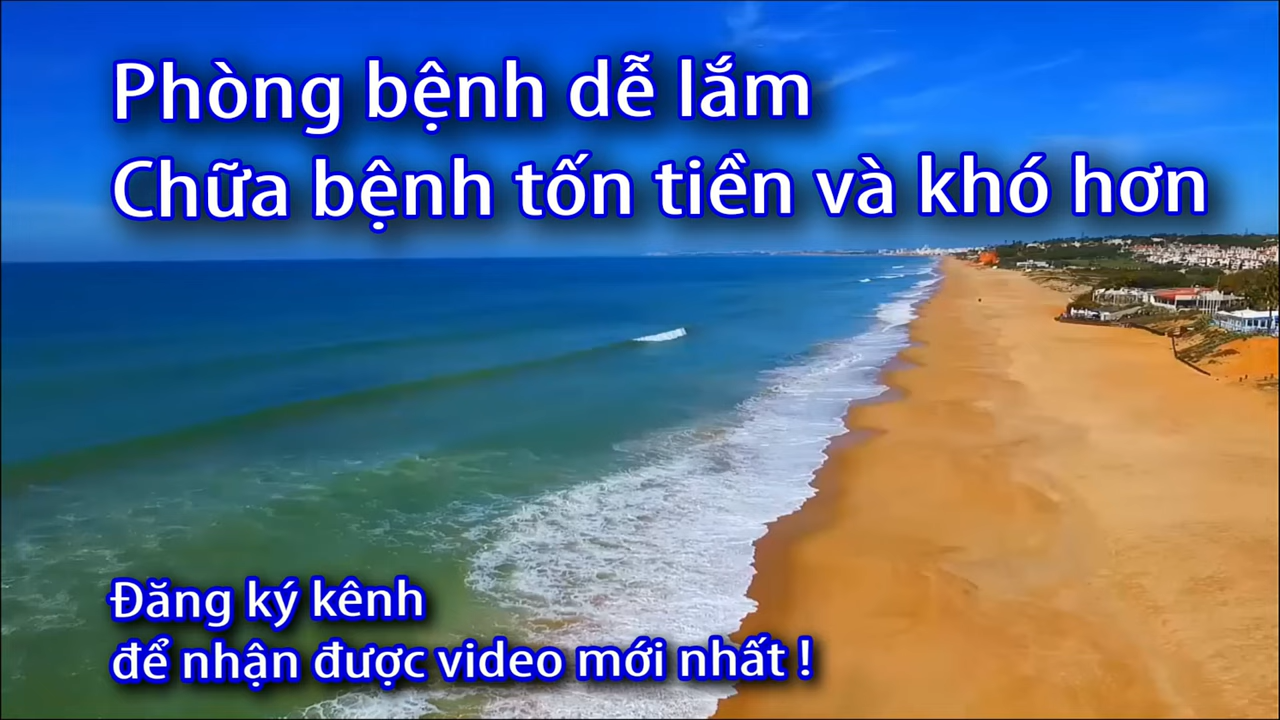 Phòng bệnh dễ lắm
Chữa bệnh tốn tiền và khó hơn
Đăng ký kênh
để nhận được video mới nhất !